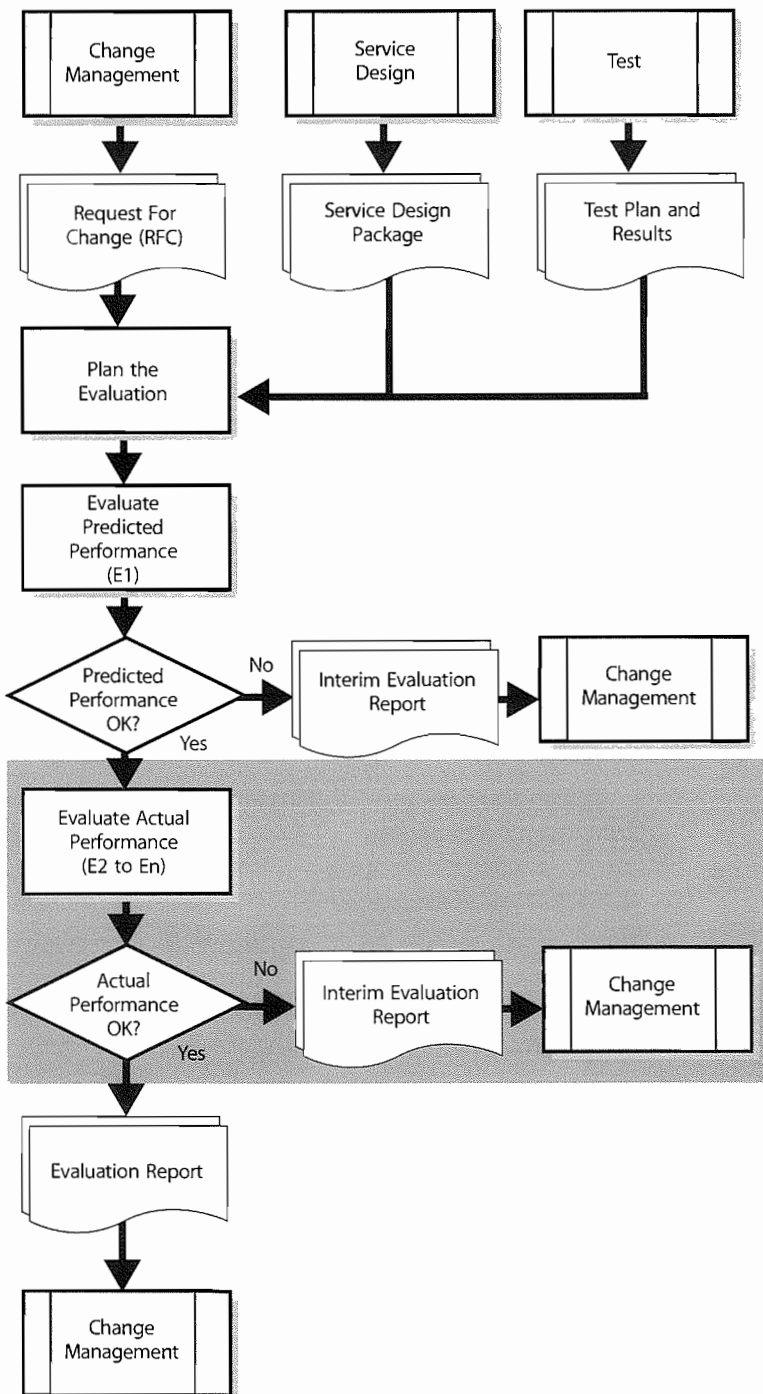 Change
Management
Service
Design
Test
Request For
Change (RFC)
Service Design
Package
Test Plan and
Results
Plan the
Evaluation
Evaluate
Predicted
Performance
(E1)
Predicted
Performance
OK?
No
Yes
Interim Evaluation
Report
Change
Management
Evaluate Actual
Performance
(E2 to En)
Actual
Performance
OK?
No
Yes
Interim Evaluation
Report
Change
Management
Evaluation Report
Change
Management